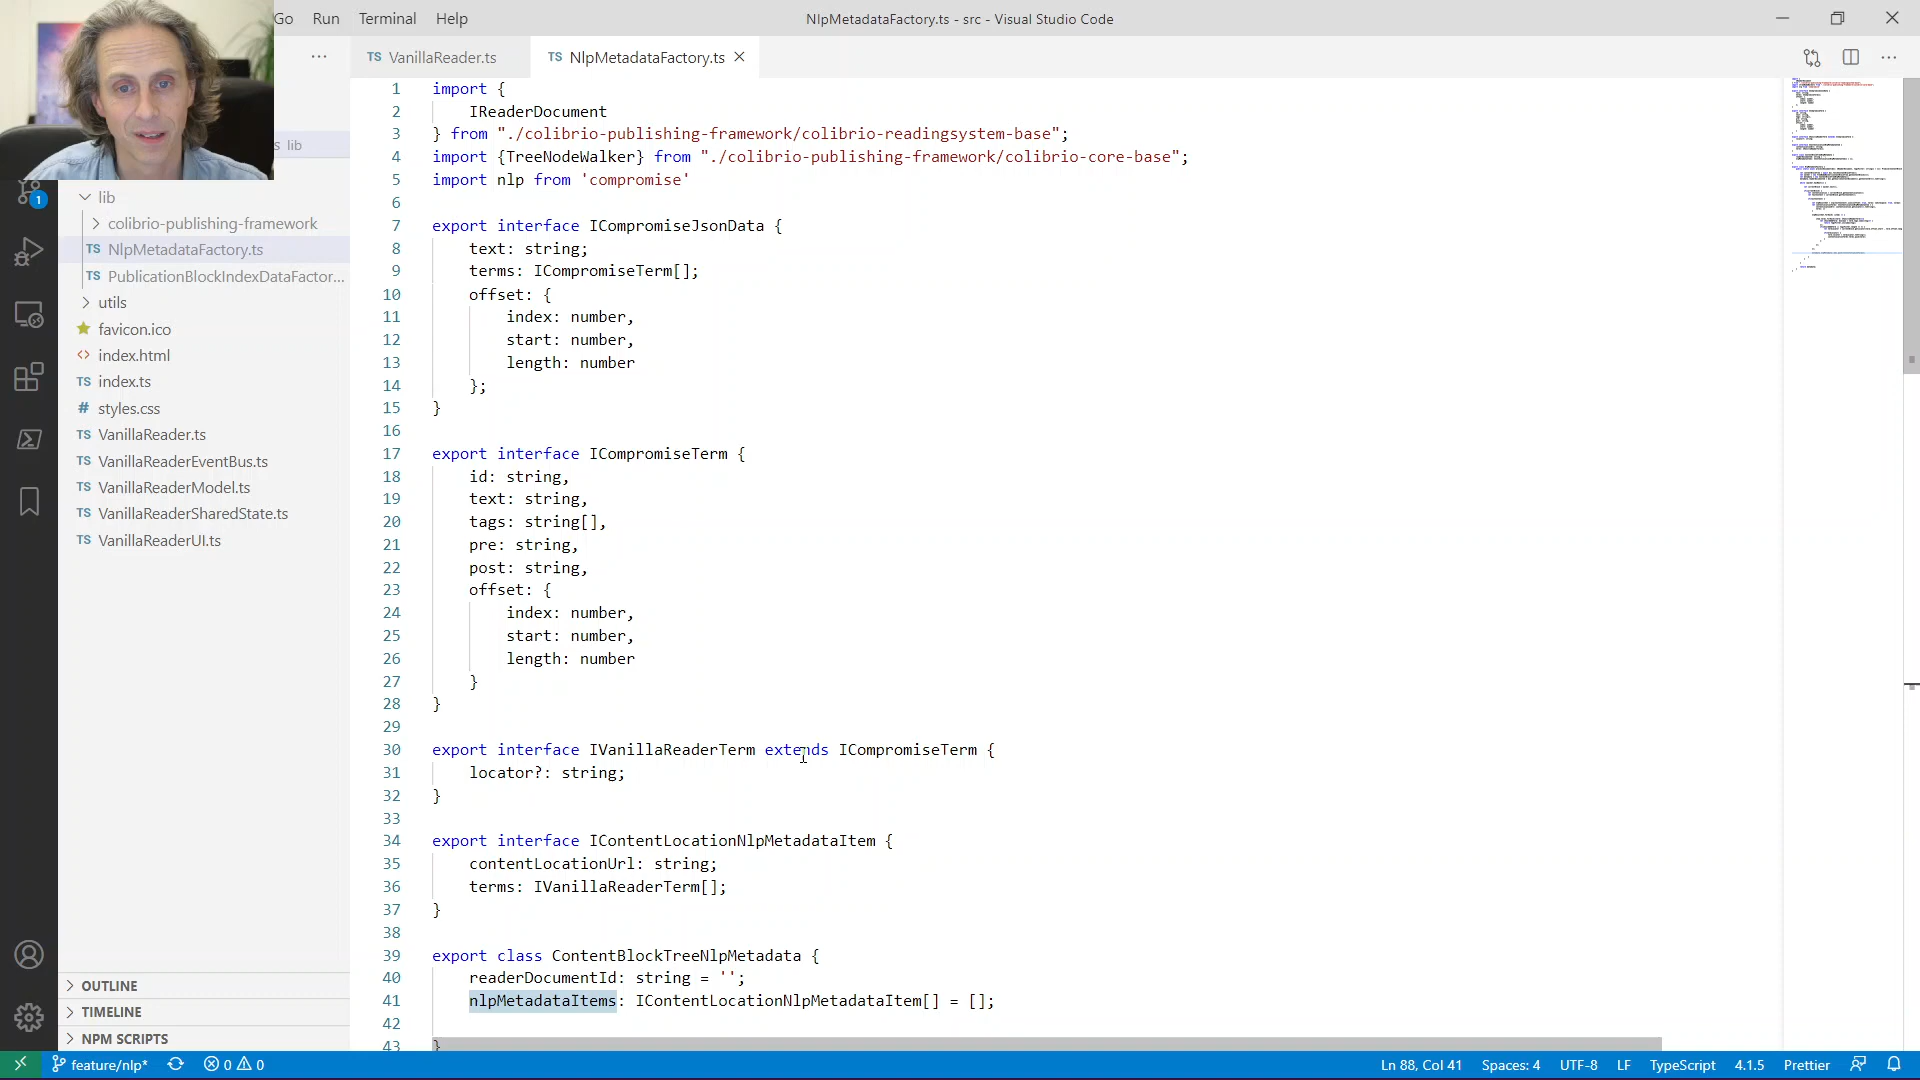 Go Run Terminal Help
NlpMetadataFactory.ts - src - Visual Studio Code
TS VanillaReader.ts
TS NlpMetadataFactory.ts
s lib
1
lib
colibrio-publishing-framework
TS NlpMetadataFactory.ts
TS PublicationBlockIndexDataFactor...
utils
favicon.ico
<> index.html
TS index.ts
# styles.css
TS VanillaReader.ts
TS VanillaReaderEventBus.ts
TS VanillaReaderModel.ts
TS VanillaReaderSharedState.ts
TS VanillaReaderUI.ts
OUTLINE
TIMELINE
NPM SCRIPTS
1 import {
2 IReaderDocument
3 } from "./colibrio-publishing-framework/colibrio-readingsystem-base";
4 import {TreeNodeWalker} from "./colibrio-publishing-framework/colibrio-core-base";
5 import nlp from 'compromise'
6
7 export interface ICompromiseJsonData {
8 text: string;
9 terms: ICompromiseTerm[];
10 offset: {
11 index: number,
12 start: number,
13 length: number
14 };
15 }
16
17 export interface ICompromiseTerm {
18 id: string,
19 text: string,
20 tags: string[],
21 pre: string,
22 post: string,
23 offset: {
24 index: number,
25 start: number,
26 length: number
27 }
28 }
29
30 export interface IVanillaReaderTerm extends ICompromiseTerm {
31 locator?: string;
32 }
33
34 export interface IContentLocationNlpMetadataItem {
35 contentLocationUrl: string;
36 terms: IVanillaReaderTerm[];
37 }
38
39 export class ContentBlockTreeNlpMetadata {
40 readerDocumentId: string = '';
41 nlpMetadataItems: IContentLocationNlpMetadataItem[] = [];
42
43 }
feature/nlp* 0 0 Ln 88, Col 41 Spaces: 4 UTF-8 LF TypeScript 4.1.5 Prettier